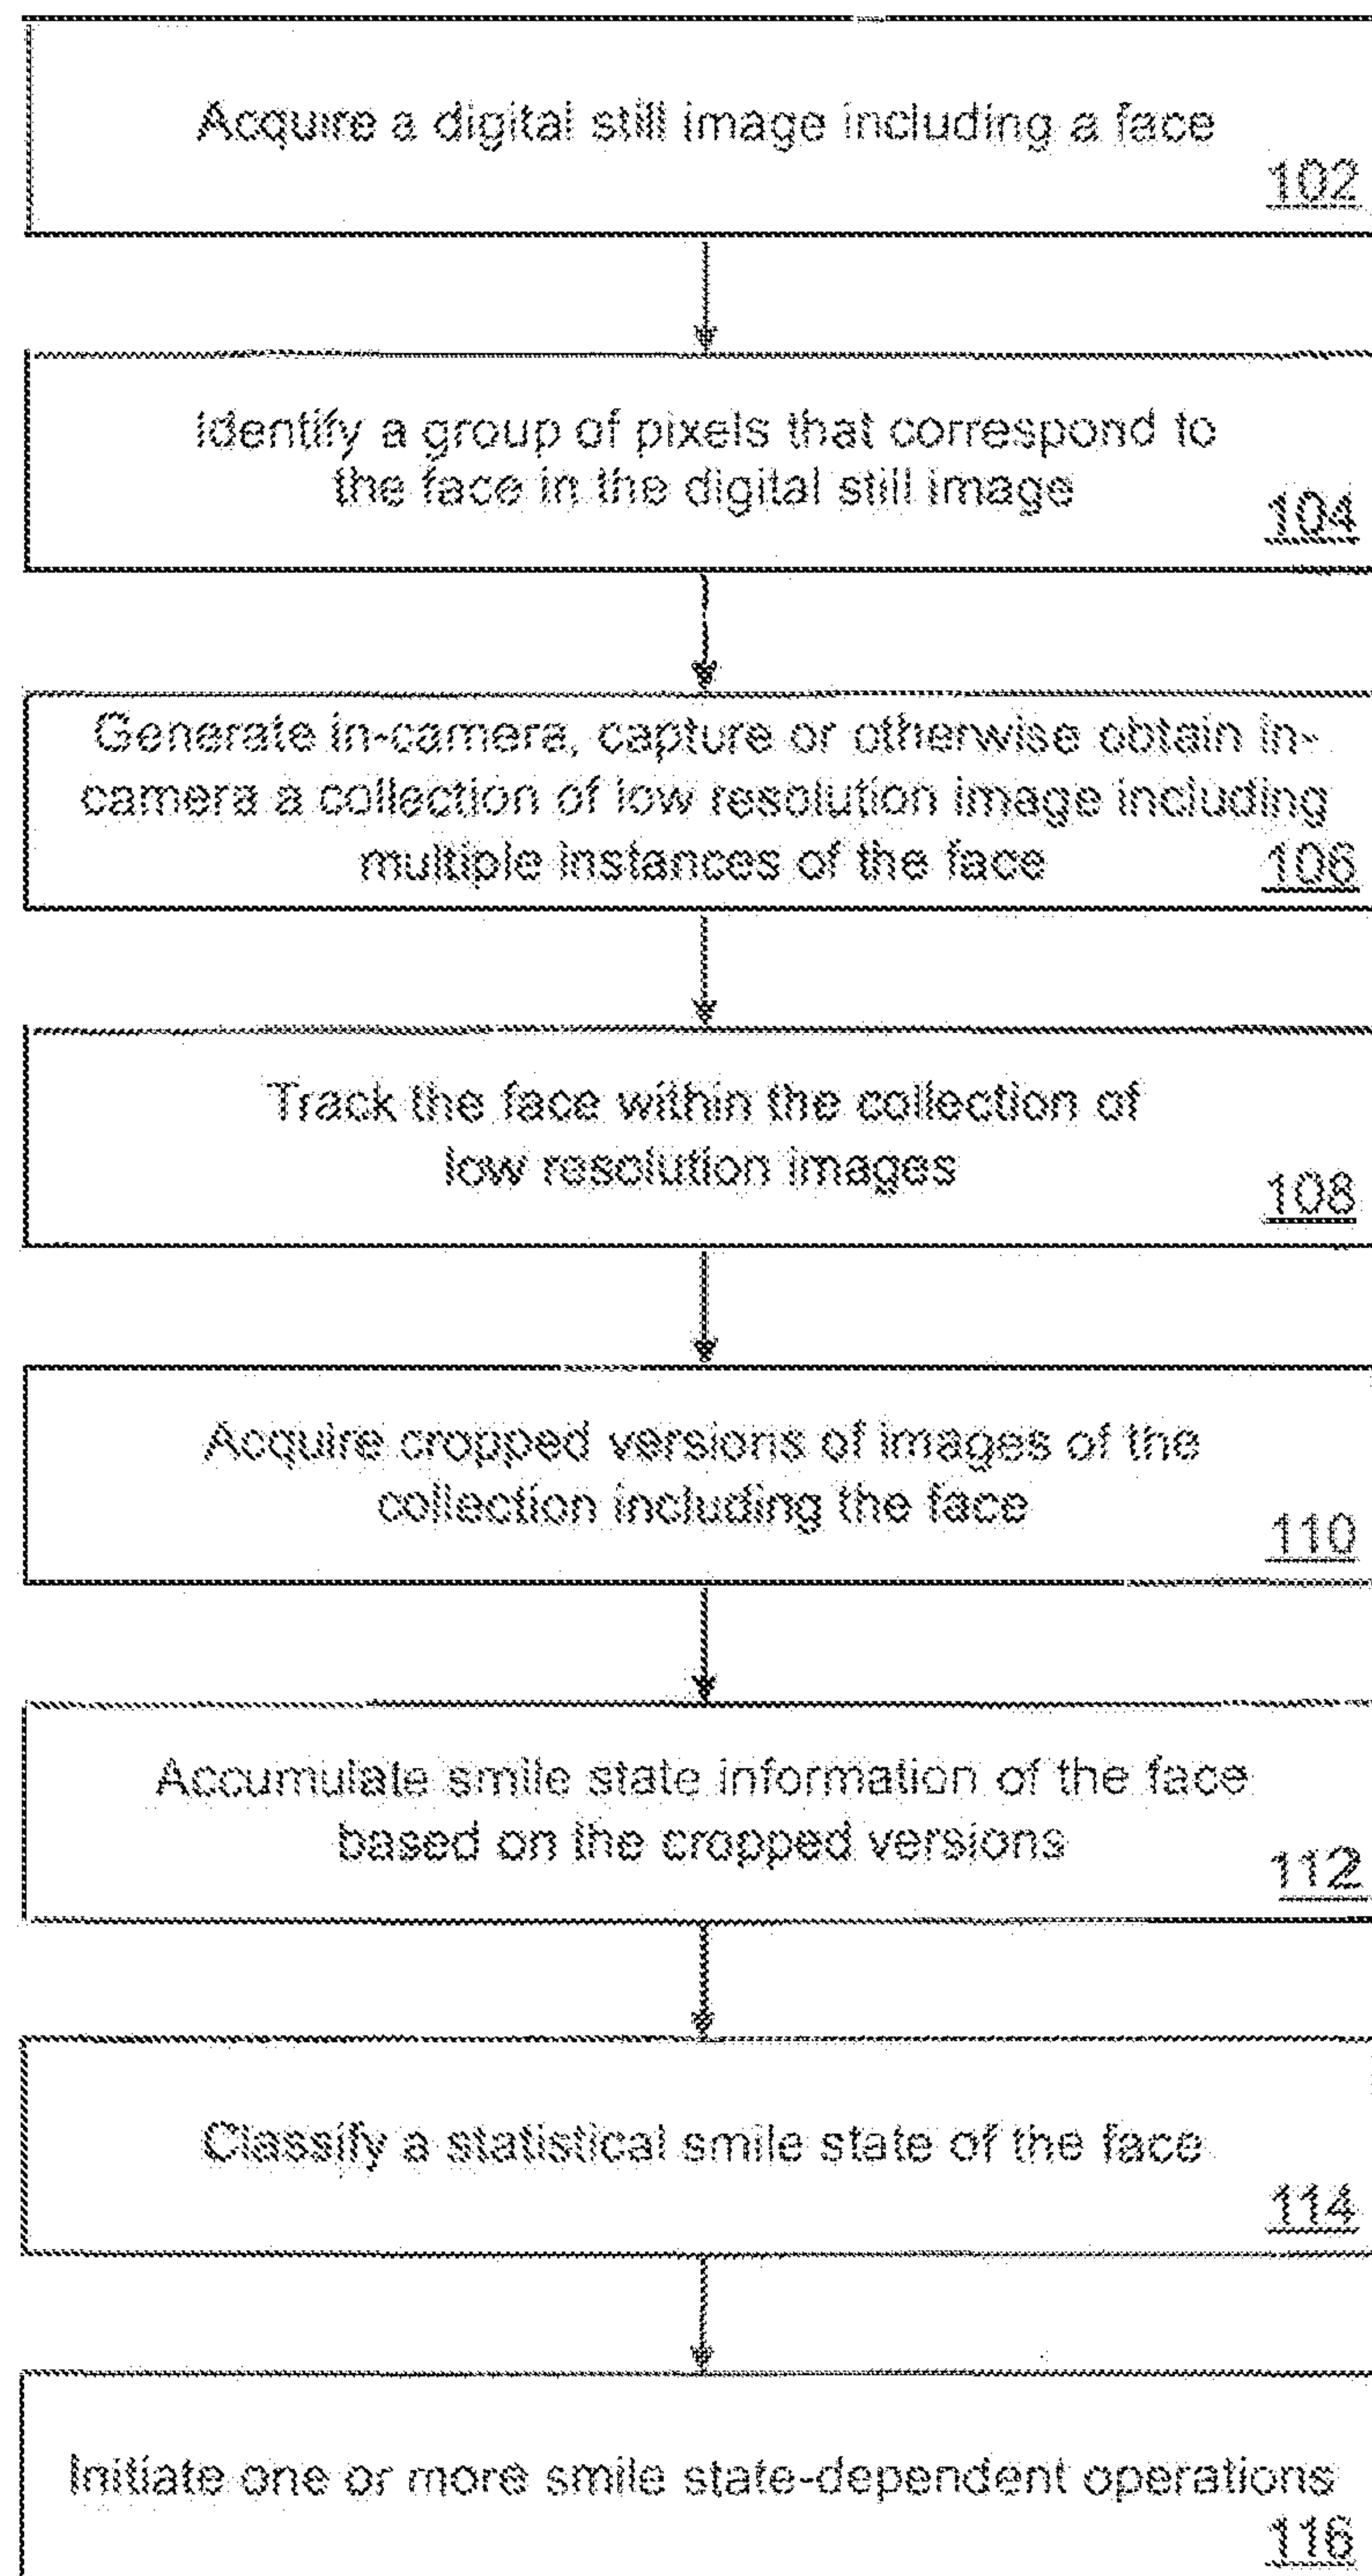 Acquire a digital still image including a face
102
Identify a group of pixels that correspond to
the face in the digital still image
104
Generate in-camera, capture or otherwise obtain in-
camera a collection of low resolution image including
multiple instances of the face
106
Track the face within the collection of
low resolution images
108
Acquire cropped versions of images of the
collection including the face
110
Accumulate smile state information of the face
based on the cropped versions
112
Classify a statistical smile state of the face
114
Initiate one or more smile state-dependent operations
116